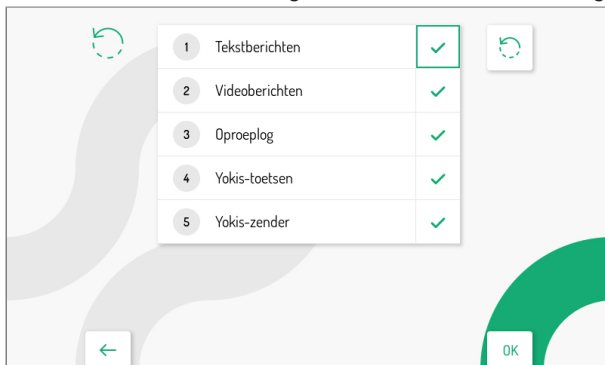 1 Tekstberichten
2 Videoberichten
3 Oproeplog
4 Yokis-toetsen
5 Yokis-zender
OK